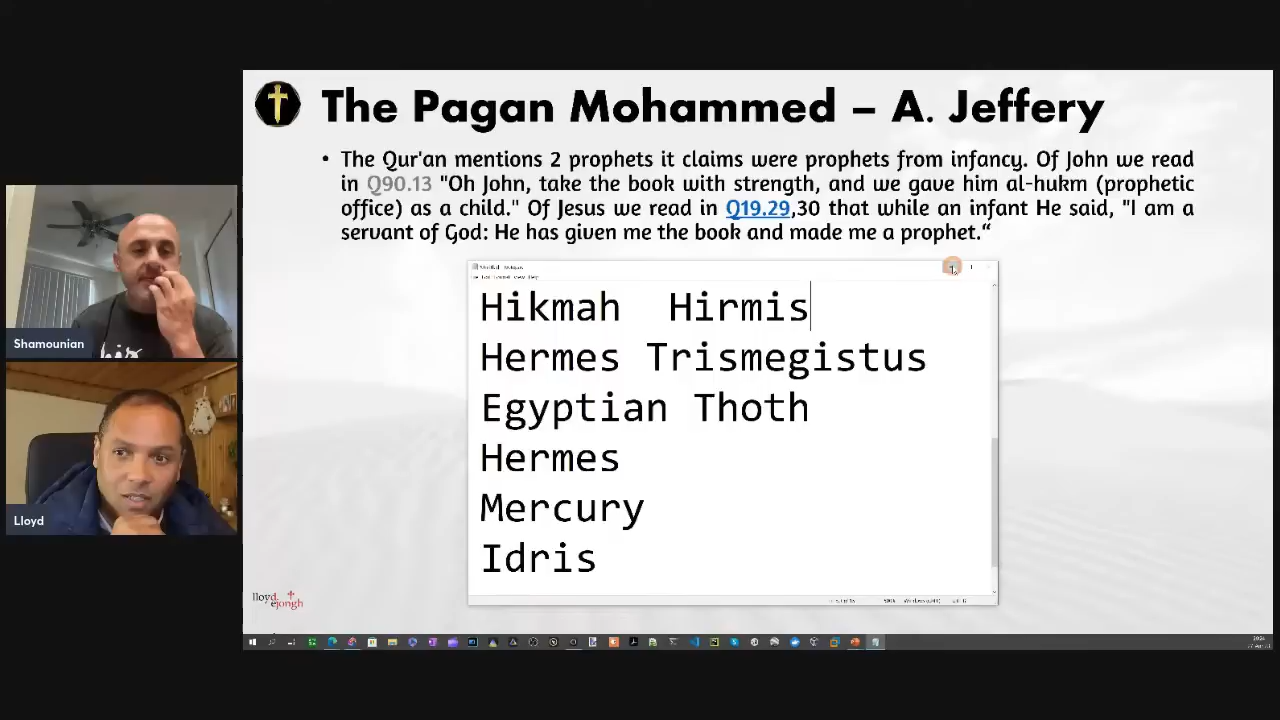 The Pagan Mohammed – A. Jeffery
• The Qur'an mentions 2 prophets it claims were prophets from infancy. Of John we read
in Q90.13 "Oh John, take the book with strength, and we gave him al-hukm (prophetic
office) as a child." Of Jesus we read in Q19.29,30 that while an infant He said, "I am a
servant of God: He has given me the book and made me a prophet.“
Hikmah Hirmis
Hermes Trismegistus
Egyptian Thoth
Hermes
Mercury
Idris
Shamounian
Lloyd
lloyd